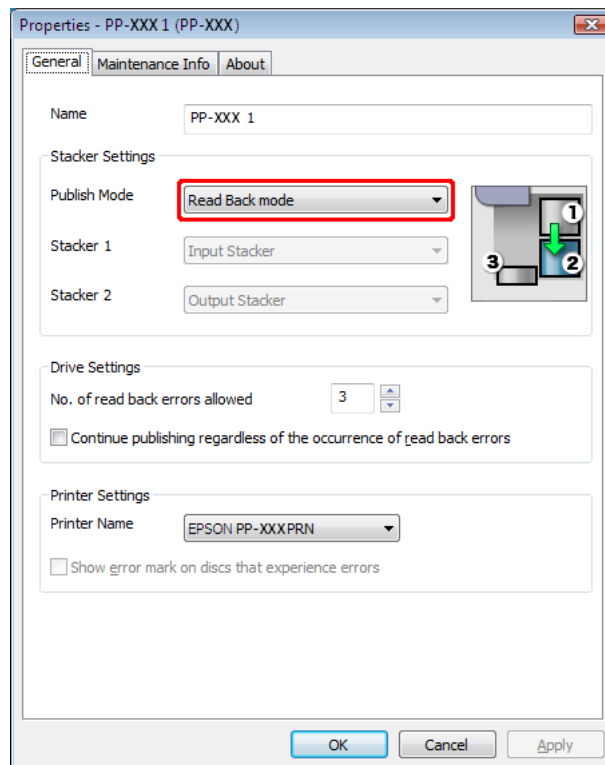 Properties - PP-XXX 1 (PP-XXX)
General Maintenance Info About
Name PP-XXX 1
Stacker Settings
Publish Mode Read Back mode
1
Stacker 1 Input Stacker
3 2
Stacker 2 Output Stacker
Drive Settings
No. of read back errors allowed 3
Continue publishing regardless of the occurrence of read back errors
Printer Settings
Printer Name EPSON PP-XXXPRN
Show error mark on discs that experience errors
OK Cancel Apply